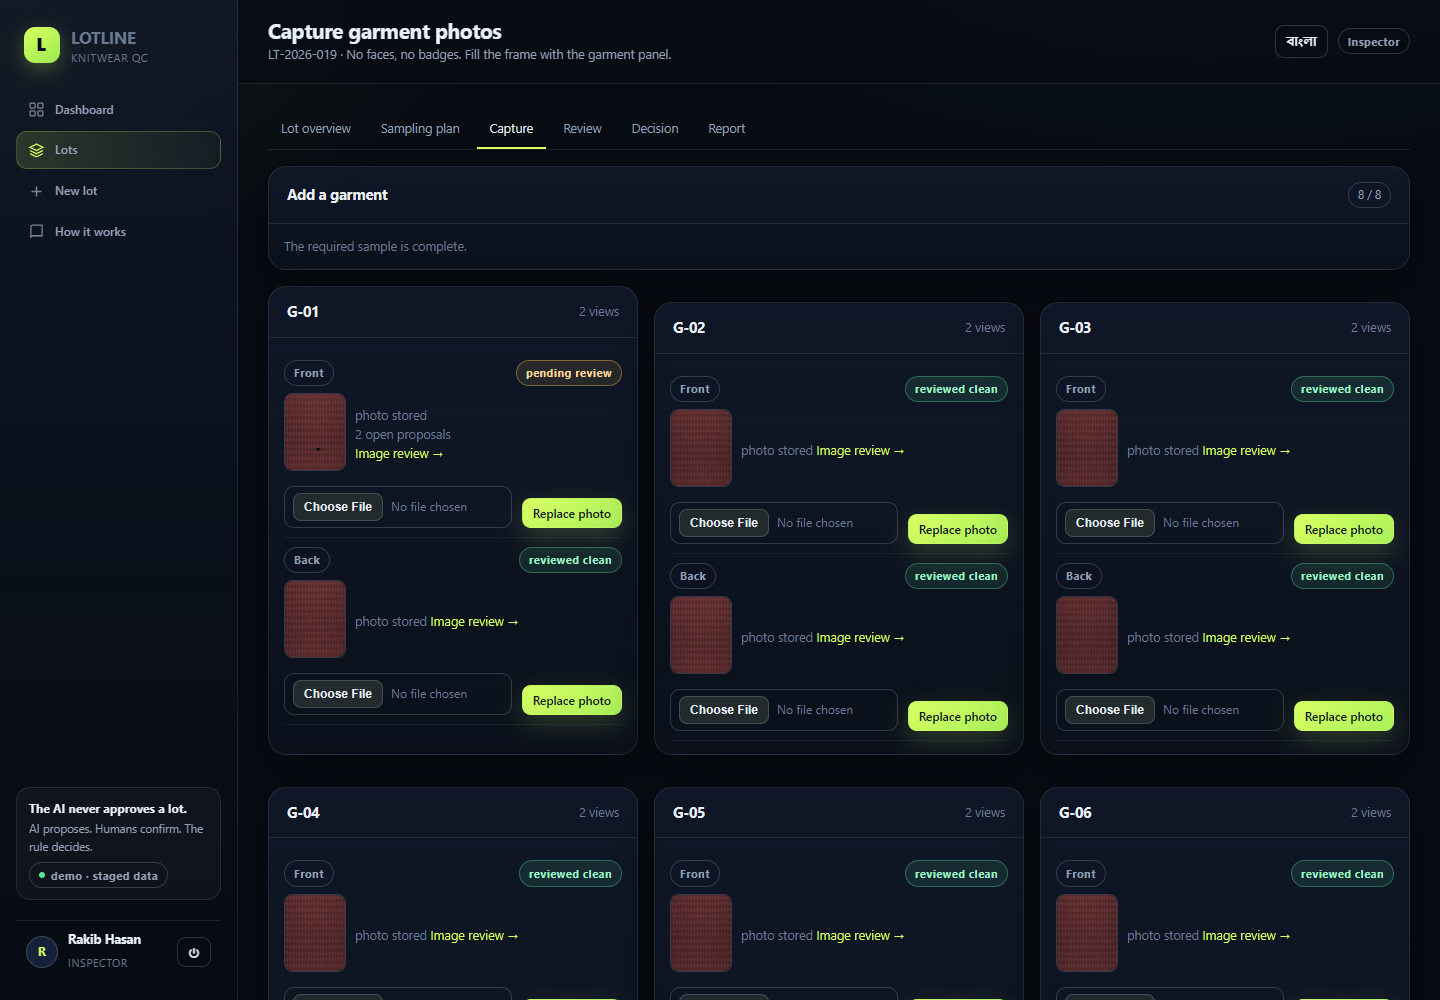 L
LOTLINE
KNITWEAR QC
Dashboard
Lots
New lot
How it works
The AI never approves a lot.
AI proposes. Humans confirm. The
rule decides.
demo · staged data
R
Rakib Hasan
INSPECTOR
Capture garment photos
LT-2026-019 · No faces, no badges. Fill the frame with the garment panel.
বাংলা
Inspector
Lot overview
Sampling plan
Capture
Review
Decision
Report
Add a garment
8 / 8
The required sample is complete.
G-01
2 views
Front
pending review
photo stored
2 open proposals
Image review →
Choose File
No file chosen
Replace photo
Back
reviewed clean
photo stored Image review →
Choose File
No file chosen
Replace photo
G-02
2 views
Front
reviewed clean
photo stored Image review →
Choose File
No file chosen
Replace photo
Back
reviewed clean
photo stored Image review →
Choose File
No file chosen
Replace photo
G-03
2 views
Front
reviewed clean
photo stored Image review →
Choose File
No file chosen
Replace photo
Back
reviewed clean
photo stored Image review →
Choose File
No file chosen
Replace photo
G-04
2 views
Front
reviewed clean
photo stored Image review →
G-05
2 views
Front
reviewed clean
photo stored Image review →
G-06
2 views
Front
reviewed clean
photo stored Image review →